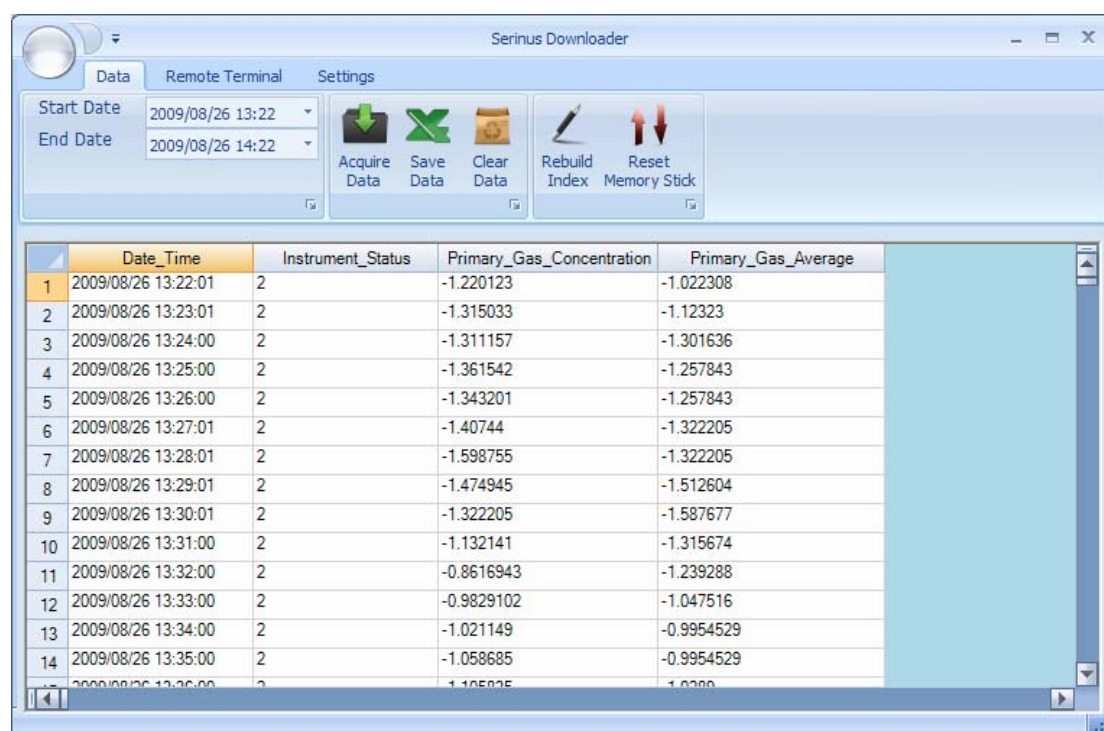 Serinus Downloader
Data Remote Terminal Settings
Start Date 2009/08/26 13:22
End Date 2009/08/26 14:22
Acquire Data
Save Data
Clear Data
Rebuild Index
Reset Memory Stick
Date_Time Instrument_Status Primary_Gas_Concentration Primary_Gas_Average
1 2009/08/26 13:22:01 2 -1.220123 -1.022308
2 2009/08/26 13:23:01 2 -1.315033 -1.12323
3 2009/08/26 13:24:00 2 -1.311157 -1.301636
4 2009/08/26 13:25:00 2 -1.361542 -1.257843
5 2009/08/26 13:26:00 2 -1.343201 -1.257843
6 2009/08/26 13:27:01 2 -1.40744 -1.322205
7 2009/08/26 13:28:01 2 -1.598755 -1.322205
8 2009/08/26 13:29:01 2 -1.474945 -1.512604
9 2009/08/26 13:30:01 2 -1.322205 -1.587677
10 2009/08/26 13:31:00 2 -1.132141 -1.315674
11 2009/08/26 13:32:00 2 -0.8616943 -1.239288
12 2009/08/26 13:33:00 2 -0.9829102 -1.047516
13 2009/08/26 13:34:00 2 -1.021149 -0.9954529
14 2009/08/26 13:35:00 2 -1.058685 -0.9954529